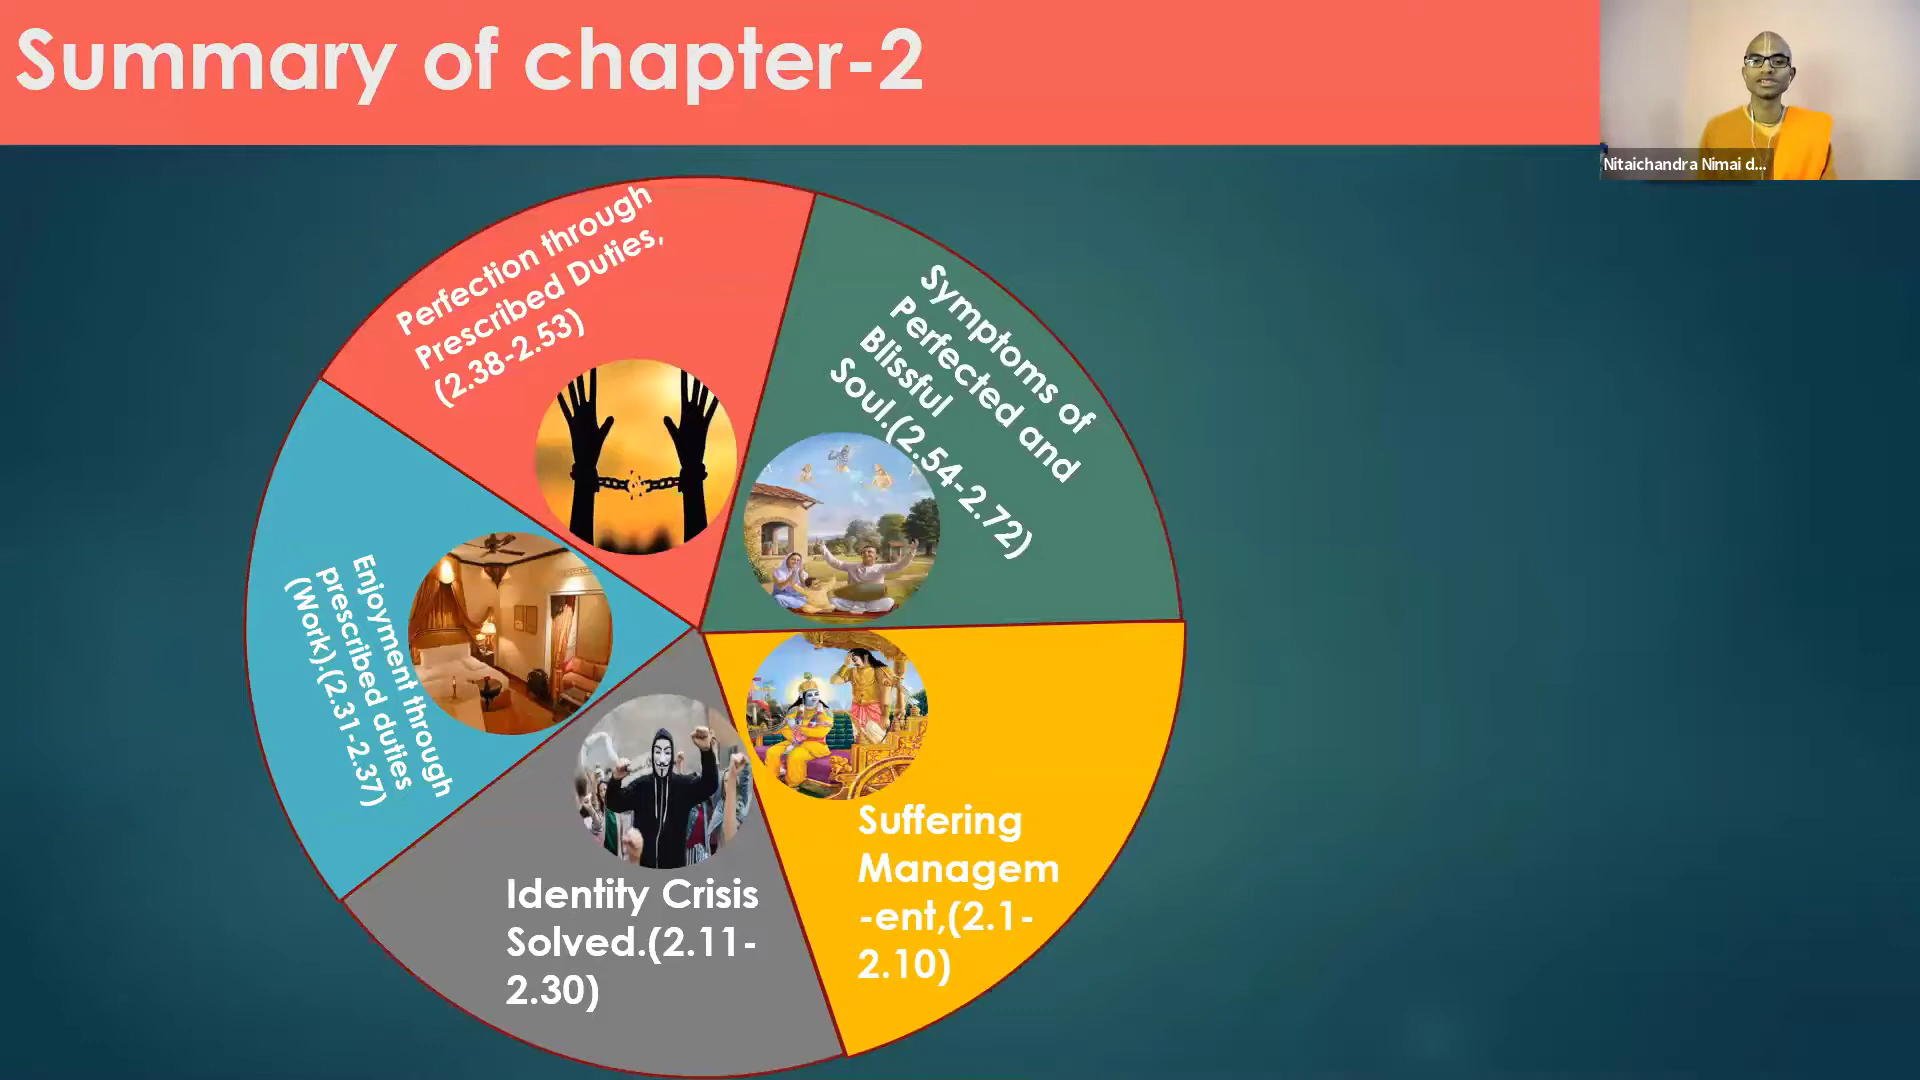 Summary of chapter-2
Nitaichandra Nimai d...
Perfection through
Prescribed Duties,
(2.38-2.53)
Symptoms of
Perfected and
Blissful
Soul.(2.54-2.72)
Enjoyment through
prescribed duties
(Work).(2.31-2.37)
Identity Crisis
Solved.(2.11-
2.30)
Suffering
Managem
-ent,(2.1-
2.10)